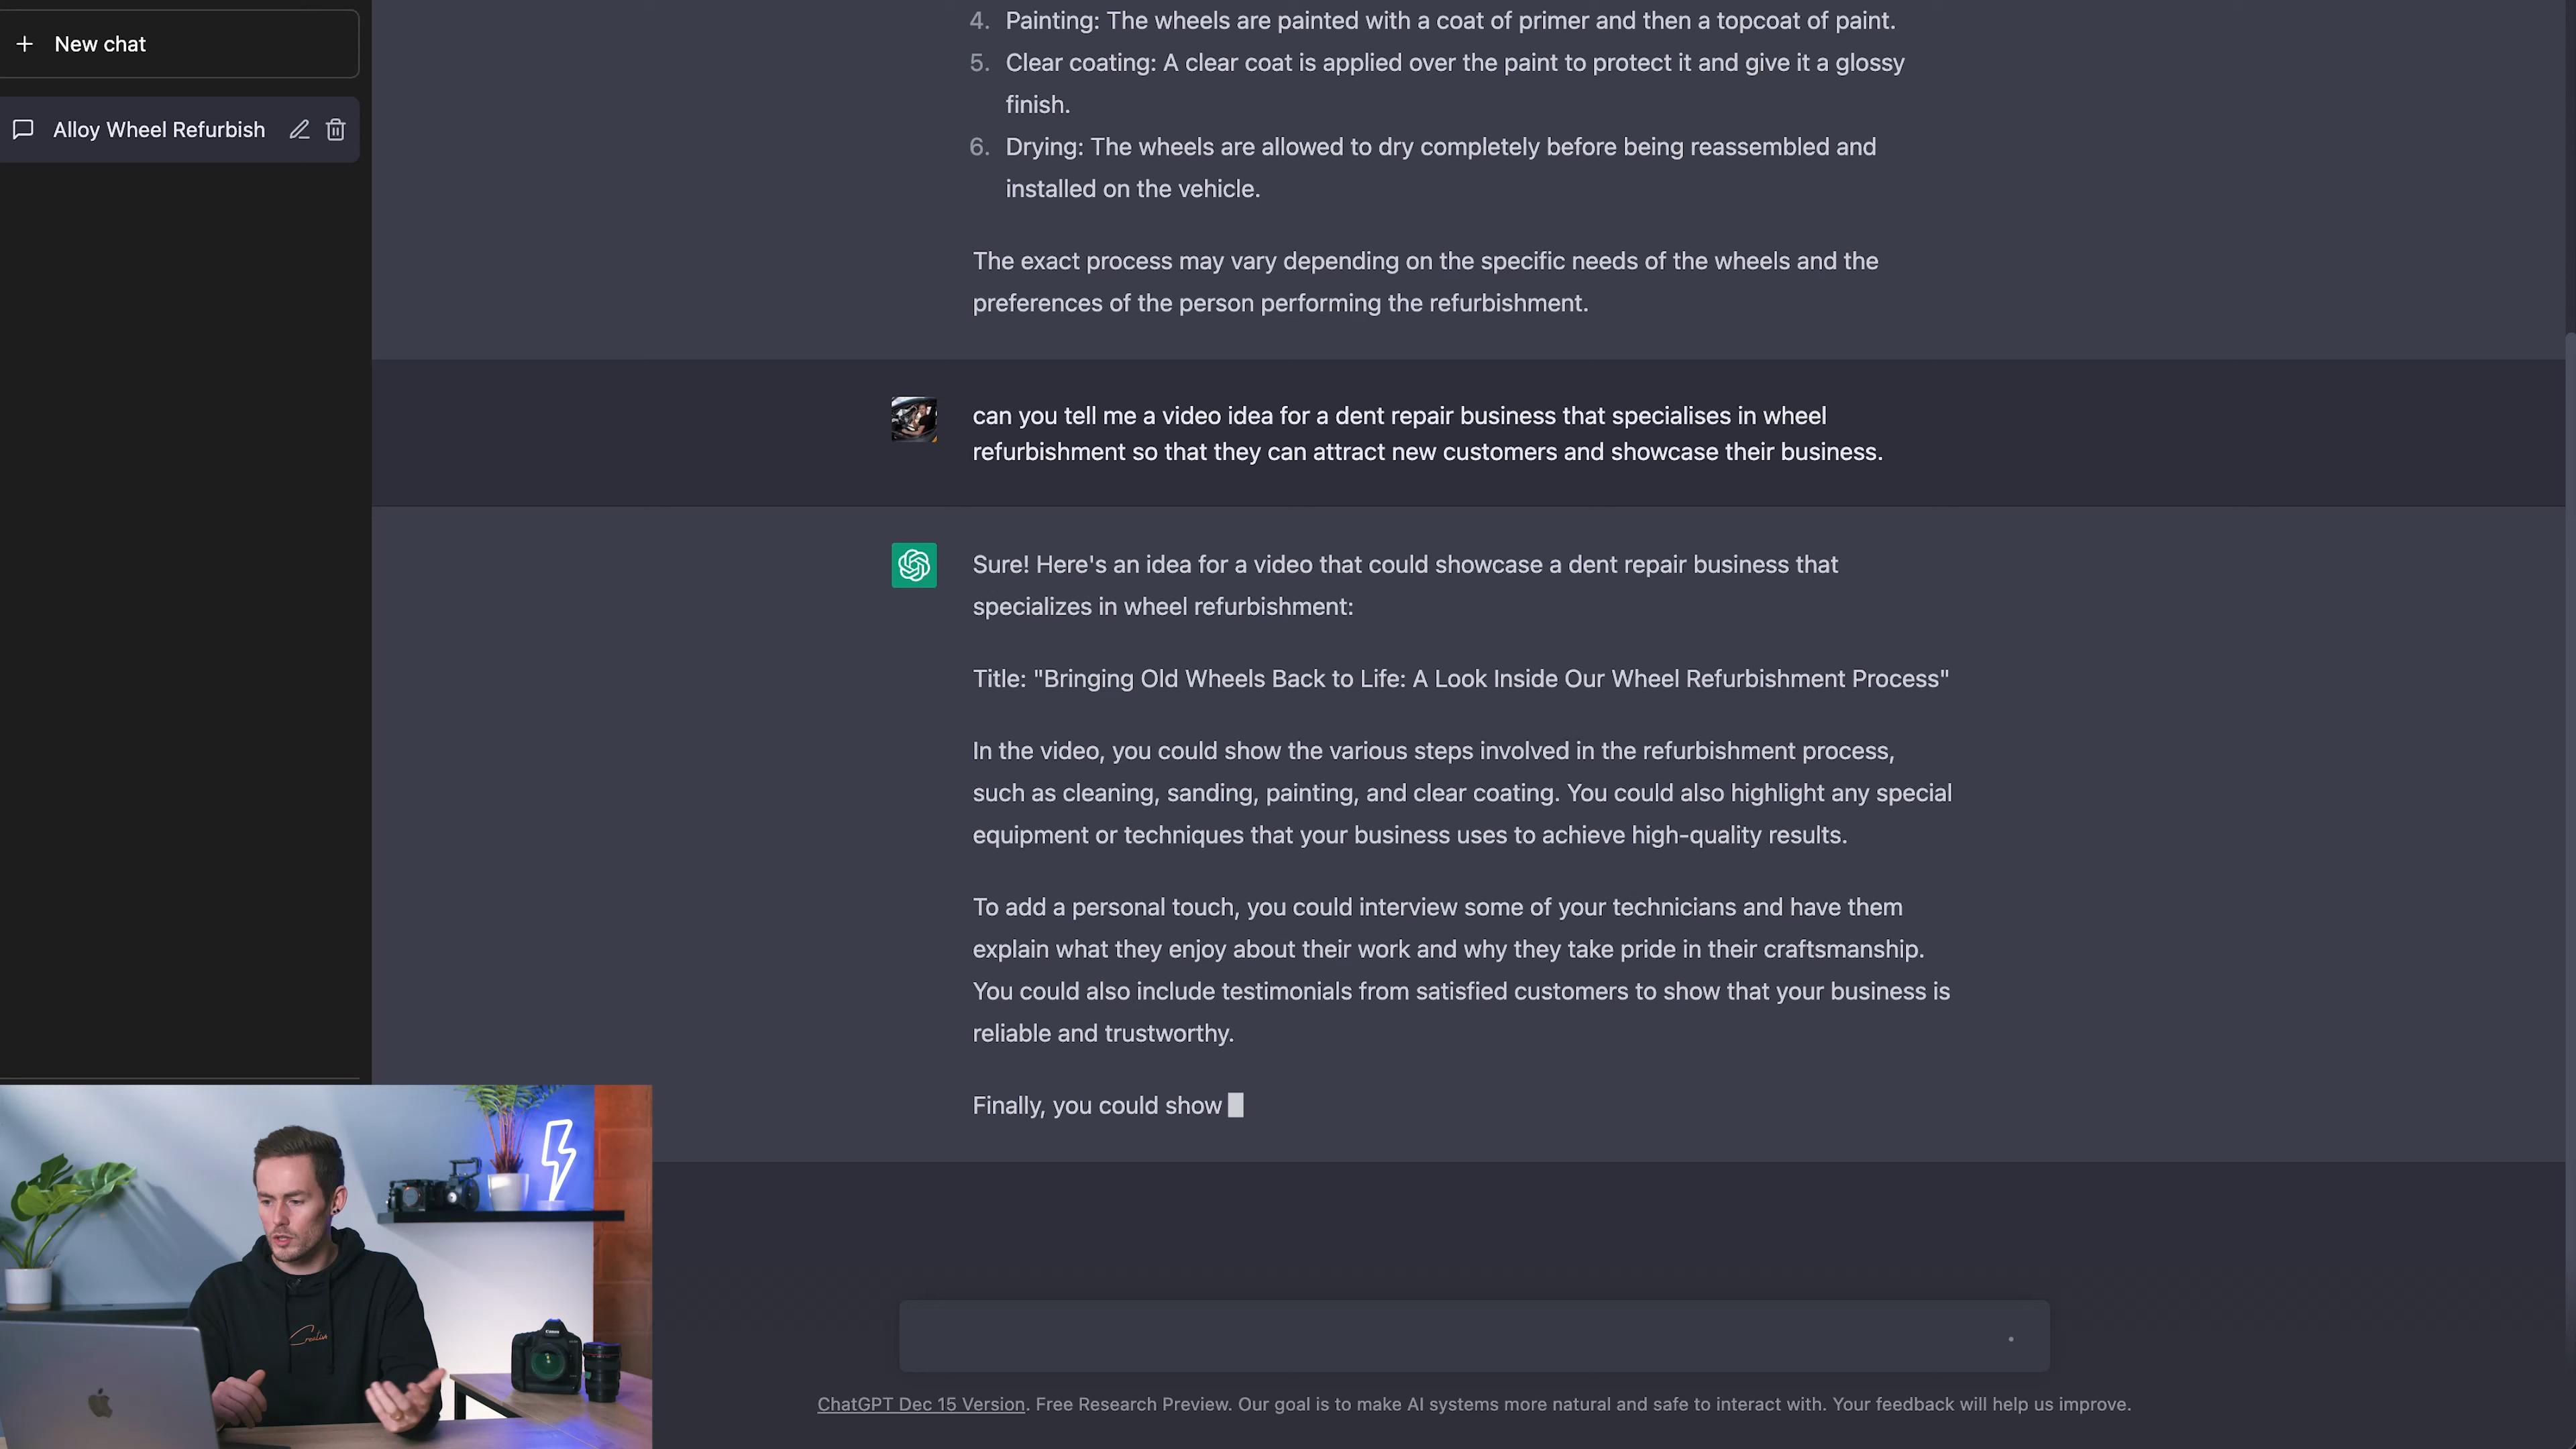 New chat
Alloy Wheel Refurbish
4. Painting: The wheels are painted with a coat of primer and then a topcoat of paint.
5. Clear coating: A clear coat is applied over the paint to protect it and give it a glossy
finish.
6. Drying: The wheels are allowed to dry completely before being reassembled and
installed on the vehicle.
The exact process may vary depending on the specific needs of the wheels and the
preferences of the person performing the refurbishment.
can you tell me a video idea for a dent repair business that specialises in wheel
refurbishment so that they can attract new customers and showcase their business.
Sure! Here's an idea for a video that could showcase a dent repair business that
specializes in wheel refurbishment:
Title: "Bringing Old Wheels Back to Life: A Look Inside Our Wheel Refurbishment Process"
In the video, you could show the various steps involved in the refurbishment process,
such as cleaning, sanding, painting, and clear coating. You could also highlight any special
equipment or techniques that your business uses to achieve high-quality results.
To add a personal touch, you could interview some of your technicians and have them
explain what they enjoy about their work and why they take pride in their craftsmanship.
You could also include testimonials from satisfied customers to show that your business is
reliable and trustworthy.
Finally, you could show
Canon
ChatGPT Dec 15 Version. Free Research Preview. Our goal is to make AI systems more natural and safe to interact with. Your feedback will help us improve.